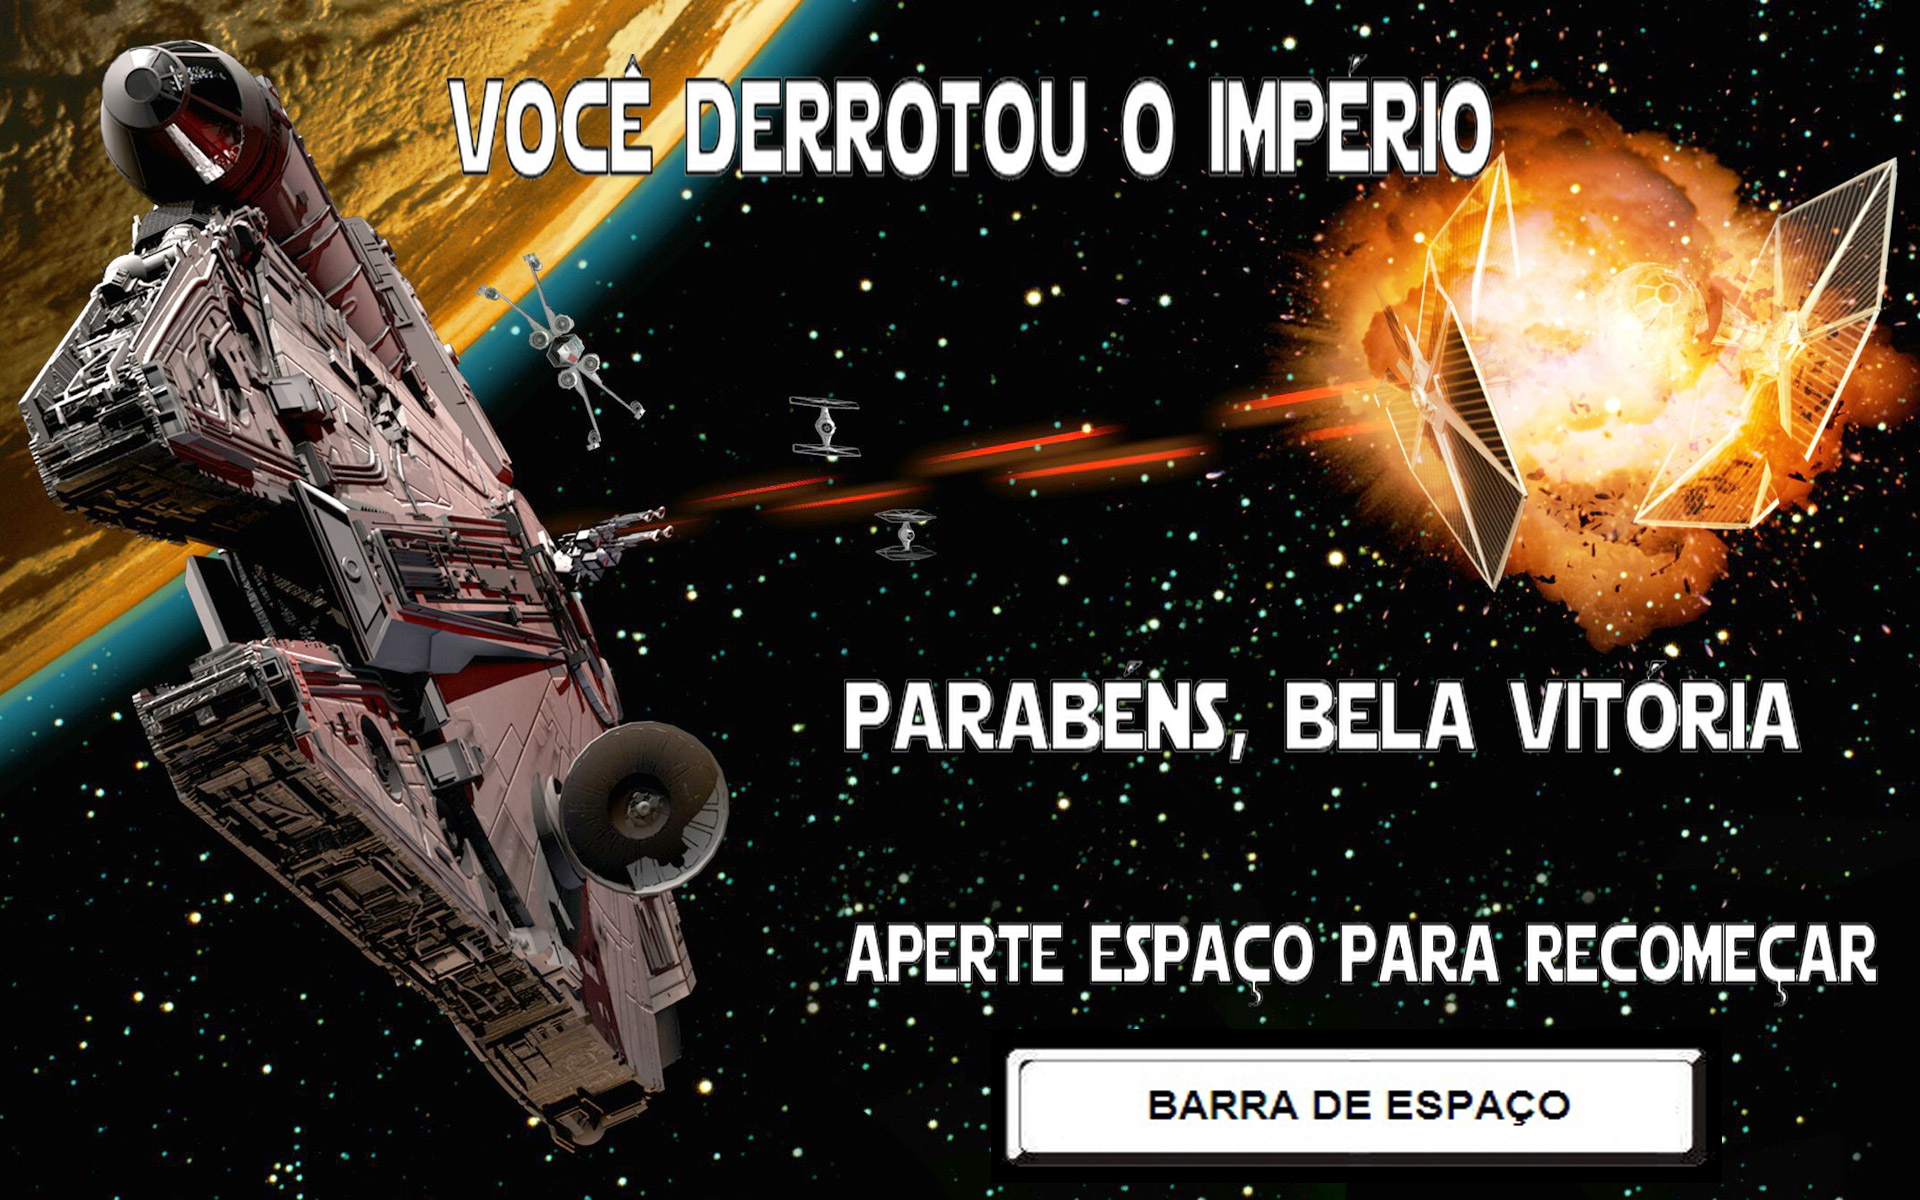 VOCÊ DERROTOU O IMPÉRIO
PARABÉNS, BELA VITÓRIA
APERTE ESPAÇO PARA RECOMEÇAR
BARRA DE ESPAÇO